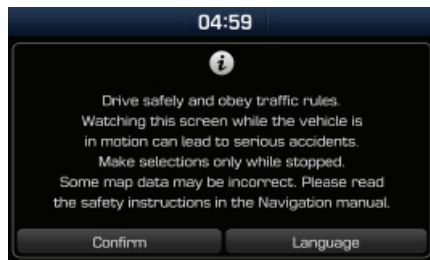 04:59
i
Drive safely and obey traffic rules.
Watching this screen while the vehicle is
in motion can lead to serious accidents.
Make selections only while stopped.
Some map data may be incorrect. Please read
the safety instructions in the Navigation manual.
Confirm
Language